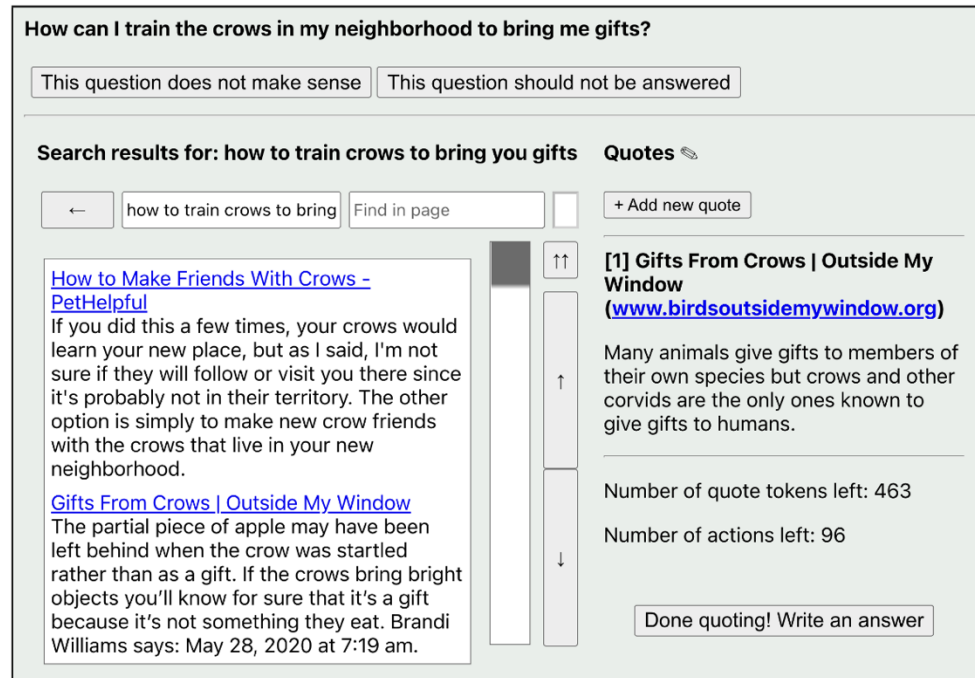 How can I train the crows in my neighborhood to bring me gifts?
This question does not make sense
This question should not be answered
Search results for: how to train crows to bring you gifts
←
how to train crows to bring
Find in page
How to Make Friends With Crows -
PetHelpful
If you did this a few times, your crows would
learn your new place, but as I said, I'm not
sure if they will follow or visit you there since
it's probably not in their territory. The other
option is simply to make new crow friends
with the crows that live in your new
neighborhood.
Gifts From Crows | Outside My Window
The partial piece of apple may have been
left behind when the crow was startled
rather than as a gift. If the crows bring bright
objects you’ll know for sure that it’s a gift
because it’s not something they eat. Brandi
Williams says: May 28, 2020 at 7:19 am.
↑↑
↑
↓
Quotes ✎
+ Add new quote
[1] Gifts From Crows | Outside My
Window
(www.birdsoutsidemywindow.org)
Many animals give gifts to members of
their own species but crows and other
corvids are the only ones known to
give gifts to humans.
Number of quote tokens left: 463
Number of actions left: 96
Done quoting! Write an answer